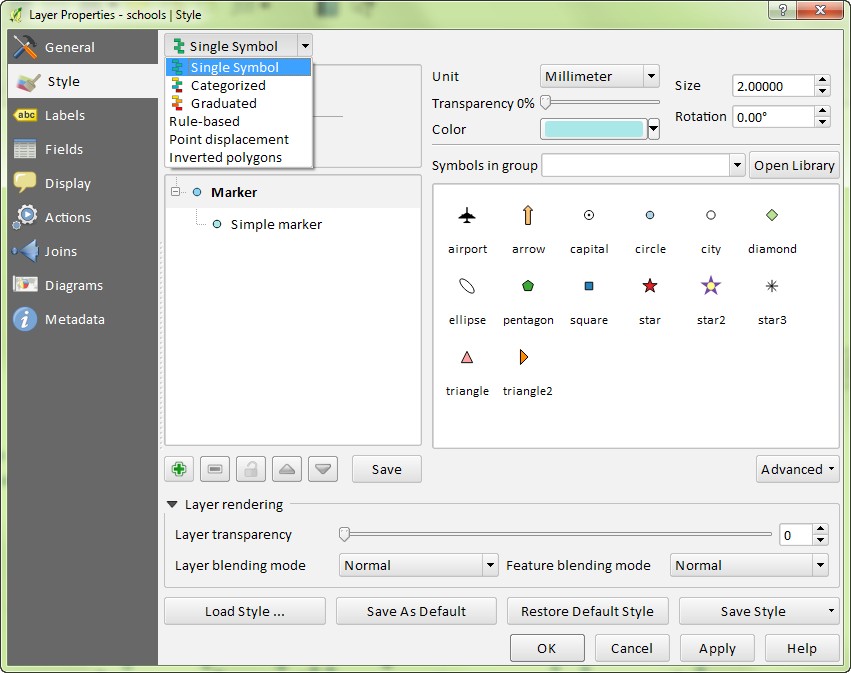 Layer Properties - schools | Style
?
General
Style
abc Labels
Fields
Display
Actions
Joins
Diagrams
i Metadata
Single Symbol
Single Symbol
Categorized
Graduated
Rule-based
Point displacement
Inverted polygons
Marker
Simple marker
Save
Unit Millimeter
Transparency 0%
Color
Size 2.00000
Rotation 0.00°
Symbols in group Open Library
airport arrow capital circle city diamond
ellipse pentagon square star star2 star3
triangle triangle2
Advanced
Layer rendering
Layer transparency 0
Layer blending mode Normal Feature blending mode Normal
Load Style ... Save As Default Restore Default Style Save Style
OK Cancel Apply Help